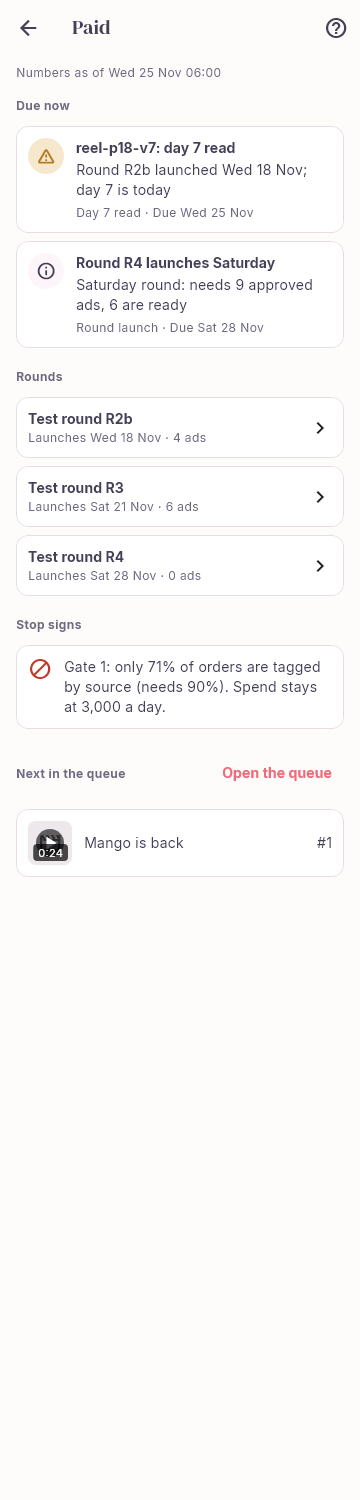 Paid
Numbers as of Wed 25 Nov 06:00
Due now
reel-p18-v7: day 7 read
Round R2b launched Wed 18 Nov;
day 7 is today
Day 7 read · Due Wed 25 Nov
Round R4 launches Saturday
Saturday round: needs 9 approved
ads, 6 are ready
Round launch · Due Sat 28 Nov
Rounds
Test round R2b
Launches Wed 18 Nov · 4 ads
Test round R3
Launches Sat 21 Nov · 6 ads
Test round R4
Launches Sat 28 Nov · 0 ads
Stop signs
Gate 1: only 71% of orders are tagged
by source (needs 90%). Spend stays
at 3,000 a day.
Next in the queue
Open the queue
0:24
Mango is back
#1